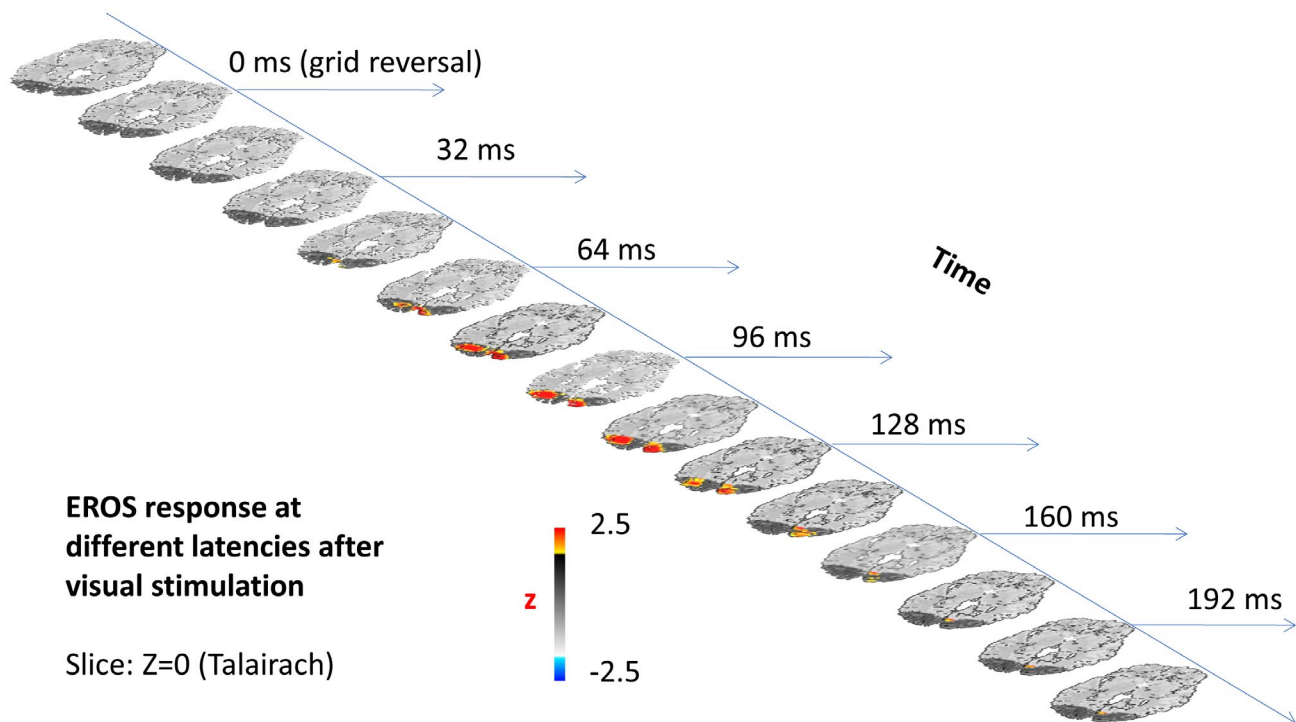 0 ms (grid reversal)
32 ms
64 ms
Time
96 ms
128 ms
EROS response at
different latencies after
visual stimulation
2.5
160 ms
z
192 ms
Slice: Z=0 (Talairach)
-2.5